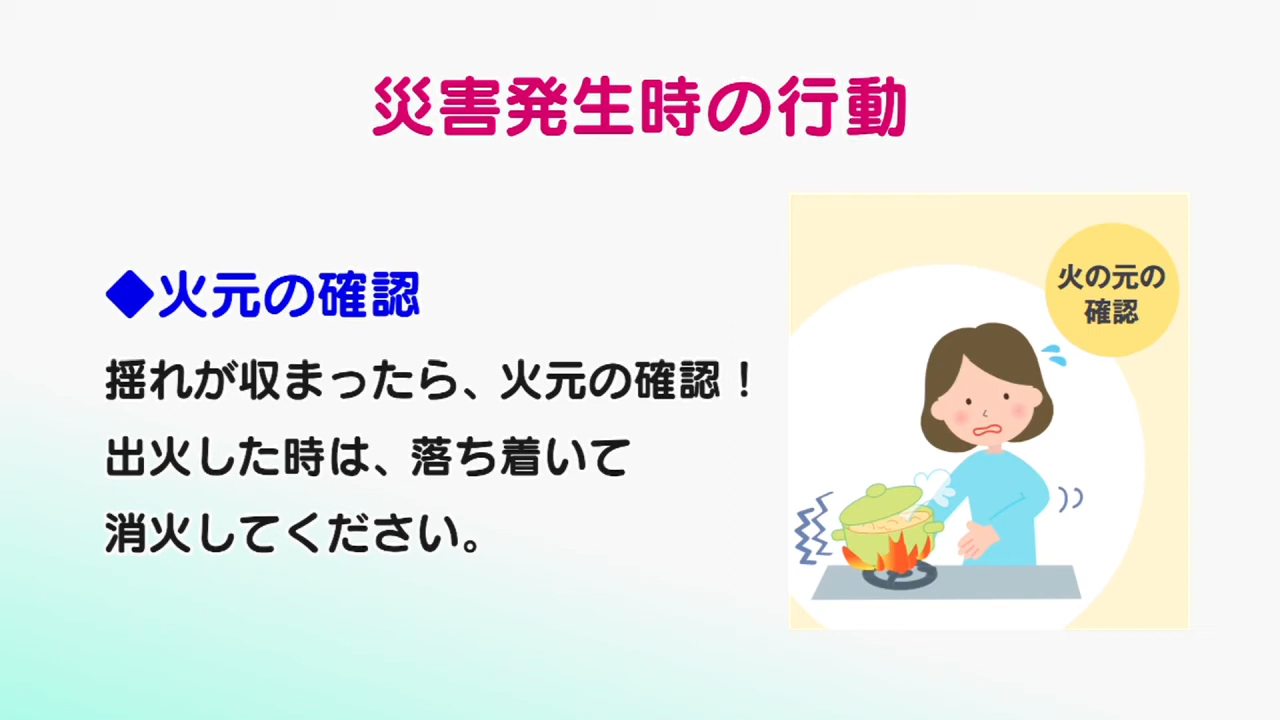 災害発生時の行動
◆火元の確認
揺れが収まったら、火元の確認！
出火した時は、落ち着いて
消火してください。
火の元の
確認